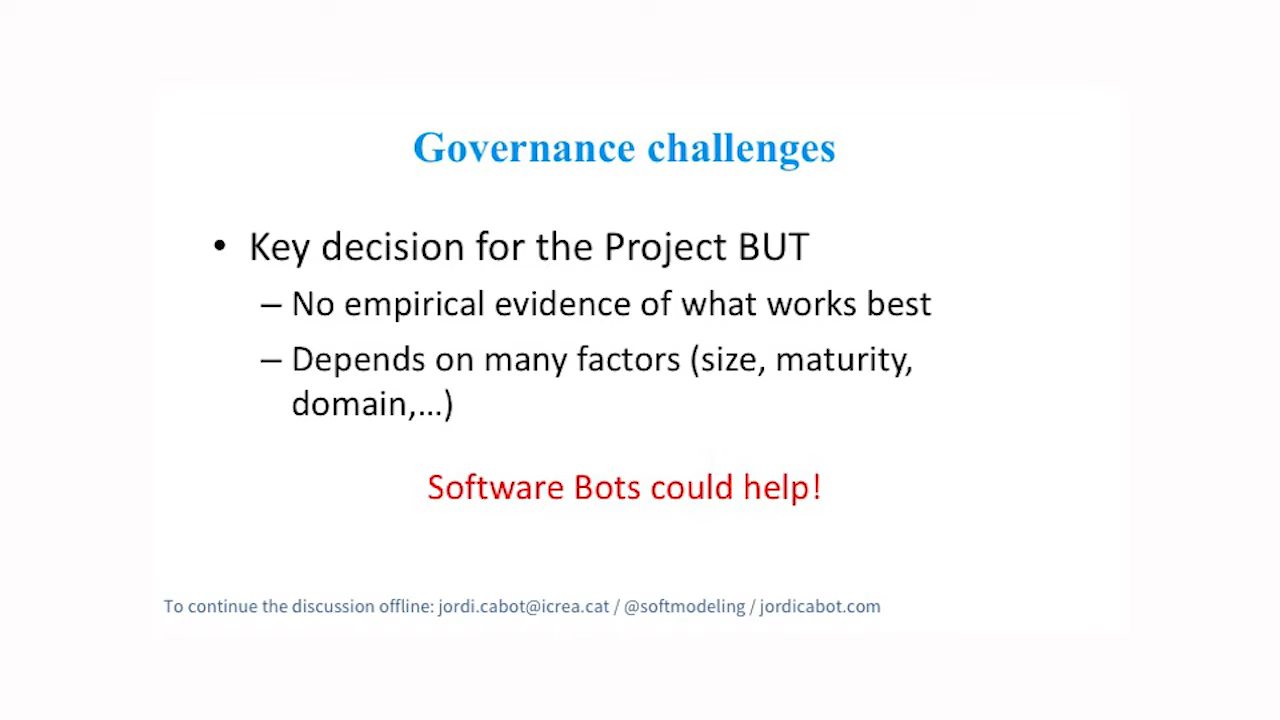 Governance challenges
• Key decision for the Project BUT
– No empirical evidence of what works best
– Depends on many factors (size, maturity,
domain,...)
Software Bots could help!
To continue the discussion offline: jordi.cabot@icrea.cat / @softmodeling / jordicabot.com